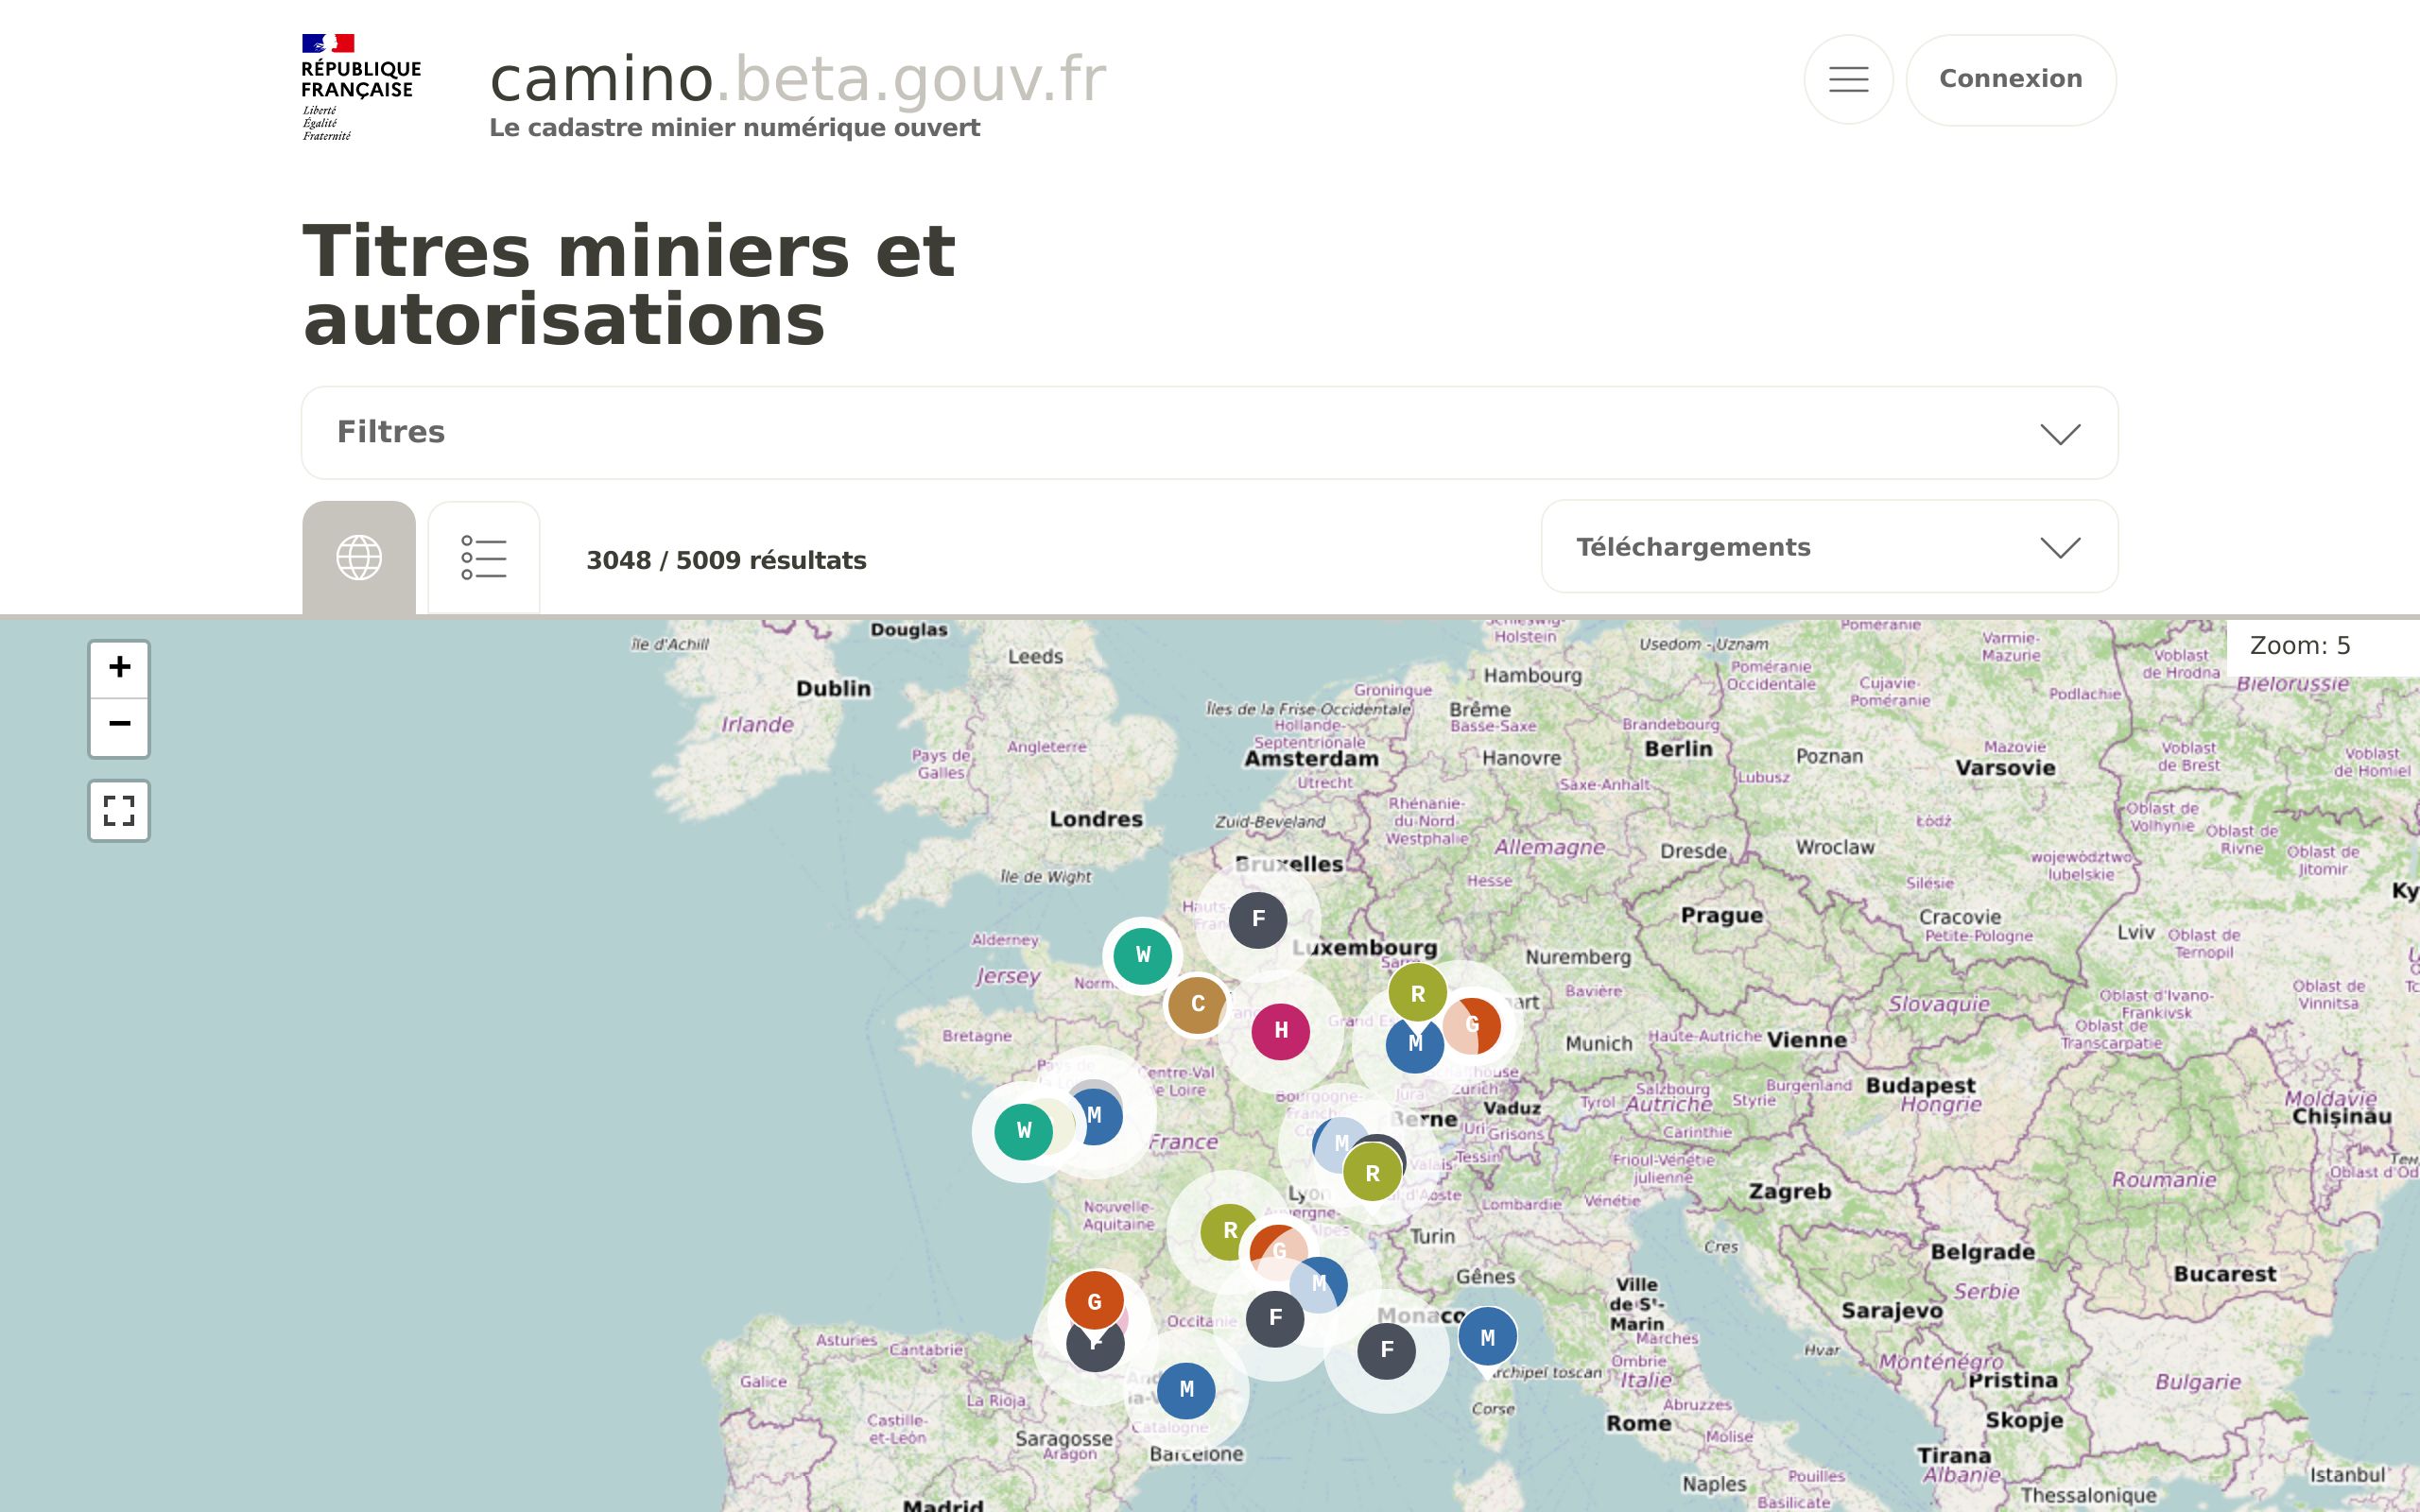 RÉPUBLIQUE
FRANÇAISE
Liberté
Égalité
Fraternité
camino.beta.gouv.fr
Le cadastre minier numérique ouvert
Connexion
Titres miniers et
autorisations
Filtres
3048 / 5009 résultats
Téléchargements
+
−
Zoom: 5
île d'Achill
Douglas
Leeds
Dublin
Irlande
Pays de
Galles
Angleterre
Londres
Île de Wight
Alderney
Jersey
Bretagne
Schleswig-
Holstein
Hambourg
Usedom - Uznam
Poméranie
Poméranie
Occidentale
Varmie-
Mazurie
Voblast
de Hrodna
Biélorussie
Groningue
Îles de la Frise-Occidentale
Brême
Basse-Saxe
Cujavie-
Poméranie
Podlachie
Hollande-
Septentrionale
Amsterdam
Utrecht
Hanovre
Brandebourg
Berlin
Poznan
Mazovie
Varsovie
Voblast
de Brest
Voblast
de Homiel
Saxe-Anhalt
Lubusz
Zuid-Beveland
Rhénanie-
du-Nord-
Westphalie
Łódź
Oblast de
Volhynie
Oblast de
Rivne
Oblast de
Jitomir
Bruxelles
Allemagne
Dresde
Wroclaw
województwo
lubelskie
Hesse
Silésie
Ky
Hauts-
F
Prague
Cracovie
Petite-Pologne
Lviv
Oblast de
Ternopil
W
Luxembourg
Nuremberg
Norm
C
H
R
M
G
Bavière
Slovaquie
Oblast d'Ivano-
Frankivsk
Oblast de
Transcarpatie
Oblast de
Vinnitsa
Grand Es
Munich
Haute-Autriche
Vienne
Centre-Val
e Loire
Zurich
Salzbourg
Autriche
Burgenland
Budapest
Hongrie
Moldavie
Chișinău
Bourgogne-
Jura
Berne
Vaduz
Tyrol
Styrie
W
M
France
M
R
Uri
Grisons
Carinthie
Valais
Tessin
Frioul-Vénétie
julienne
Oblast d'Od
Lyon
d'Aoste
Lombardie
Vénétie
Zagreb
Roumanie
Nouvelle-
Aquitaine
R
G
M
Turin
Cres
Belgrade
Serbie
Bucarest
Gênes
Ville
de St-
Marin
Sarajevo
G
F
Occitanie
F
Monaco
M
F
Marches
Hvar
Monténégro
Pristina
Bulgarie
Asturies
Cantabrie
Archipel toscan
Ombrie
Italie
Galice
La Rioja
M
Catalogne
Corse
Abruzzes
Rome
Skopje
Castille-
et-León
Saragosse
Aragon
Barcelone
Molise
Tirana
Albanie
Istanbul
Naples
Pouilles
Basilicate
Thessalonique
Madrid